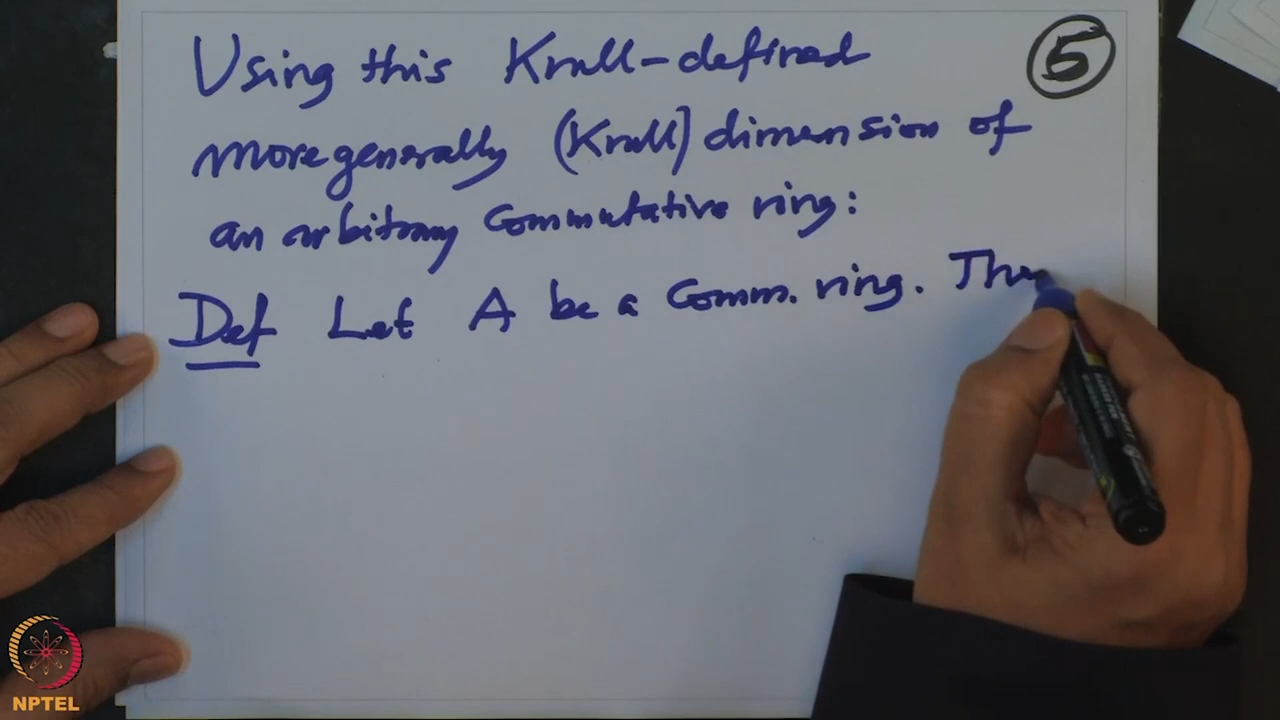 Using this Krull-defined
5
more generally (Krull) dimension of
an arbitrary Commutative ring:
Def Let A be a Comm. ring. The
NPTEL